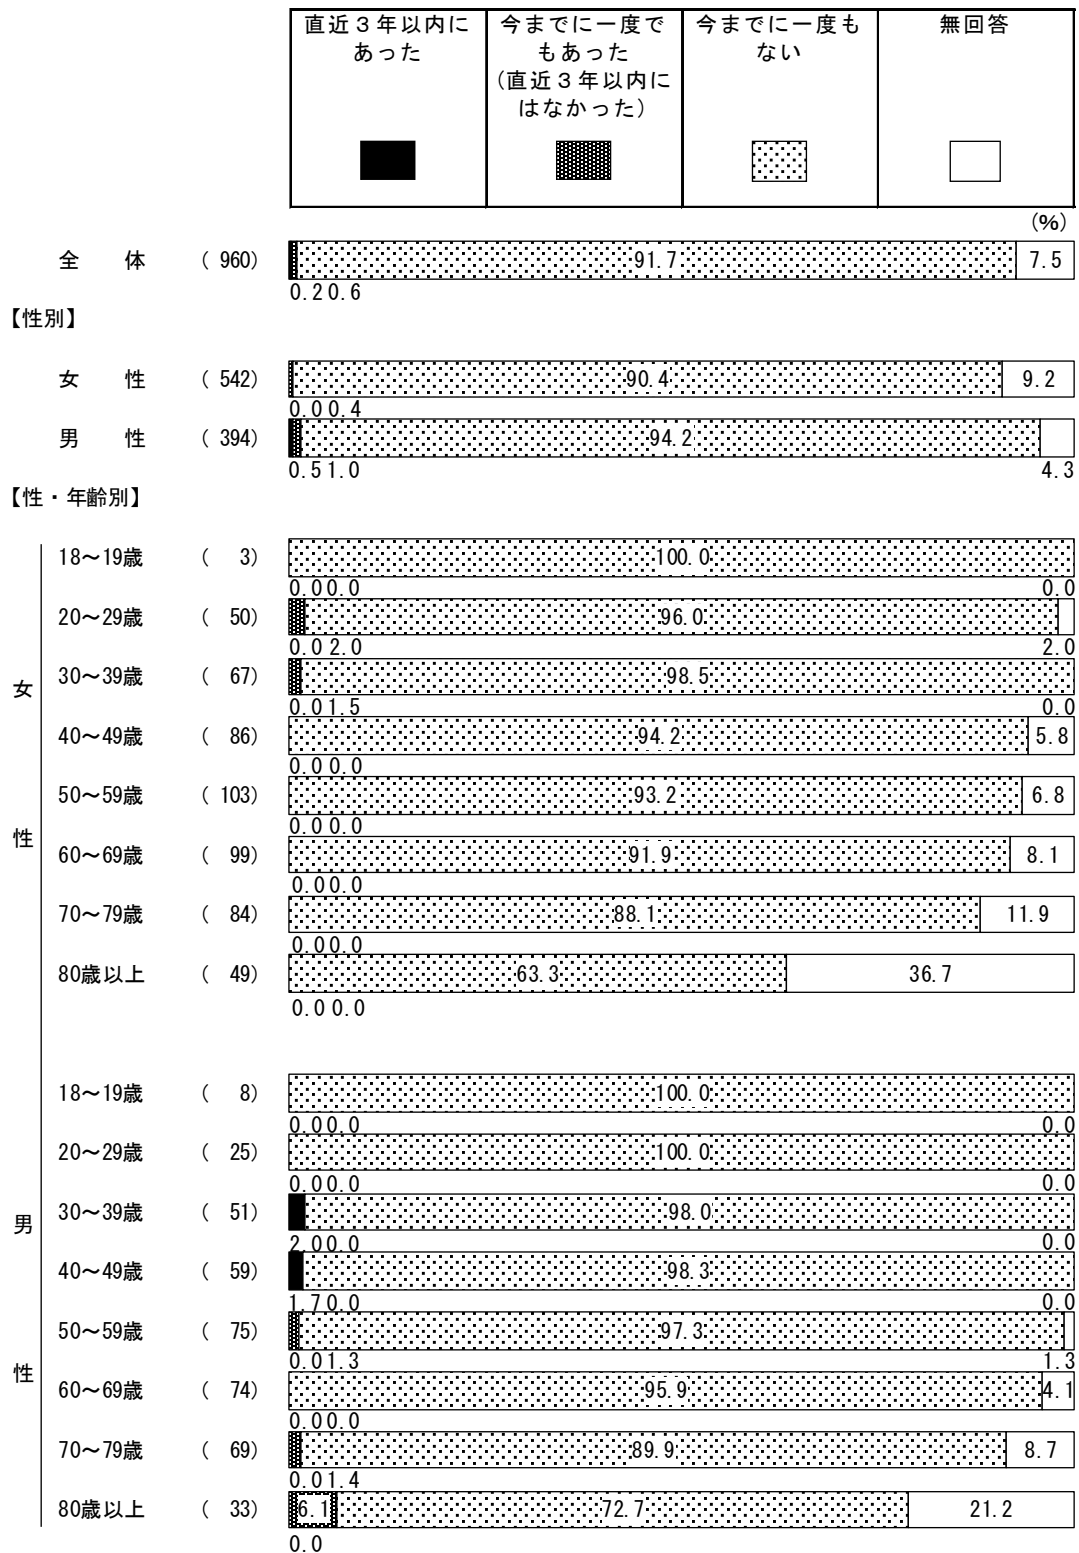 直近３年以内に
あった
今までに一度で
もあった
(直近３年以内に
はなかった)
今までに一度も
ない
無回答
(%)
全　体 ( 960) 91.7 7.5
0.2 0.6
【性別】
女　性 ( 542) 90.4 9.2
0.0 0.4
男　性 ( 394) 94.2
0.5 1.0 4.3
【性・年齢別】
女性
18～19歳 ( 3) 100.0
0.0 0.0 0.0
20～29歳 ( 50) 96.0
0.0 2.0 2.0
30～39歳 ( 67) 98.5
0.0 1.5 0.0
40～49歳 ( 86) 94.2 5.8
0.0 0.0
50～59歳 ( 103) 93.2 6.8
0.0 0.0
60～69歳 ( 99) 91.9 8.1
0.0 0.0
70～79歳 ( 84) 88.1 11.9
0.0 0.0
80歳以上 ( 49) 63.3 36.7
0.0 0.0
男性
18～19歳 ( 8) 100.0
0.0 0.0 0.0
20～29歳 ( 25) 100.0
0.0 0.0 0.0
30～39歳 ( 51) 98.0
2.0 0.0 0.0
40～49歳 ( 59) 98.3
1.7 0.0 0.0
50～59歳 ( 75) 97.3
0.0 1.3 1.3
60～69歳 ( 74) 95.9 4.1
0.0 0.0
70～79歳 ( 69) 89.9 8.7
0.0 1.4
80歳以上 ( 33) 6.1 72.7 21.2
0.0